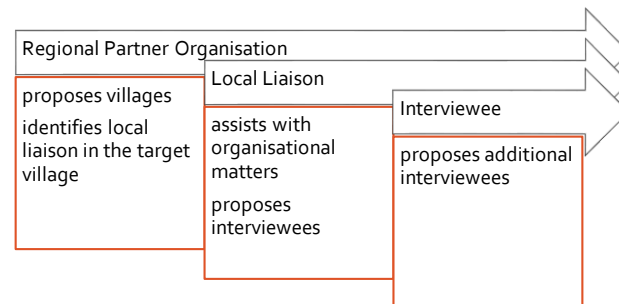 Regional Partner Organisation
proposes villages
identifies local
liaison in the target
village
Local Liaison
assists with
organisational
matters
proposes
interviewees
Interviewee
proposes additional
interviewees